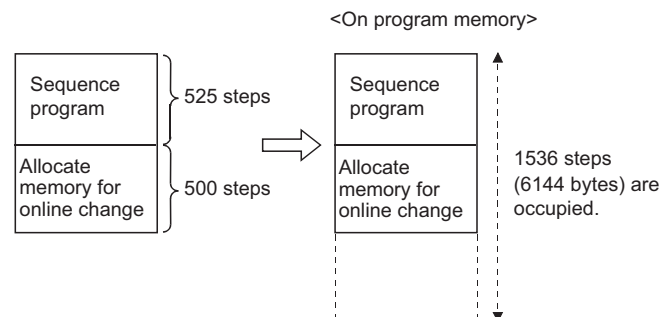 <On program memory>
Sequence
program
525 steps
Allocate
memory for
online change
500 steps
Sequence
program
Allocate
memory for
online change
1536 steps
(6144 bytes) are
occupied.